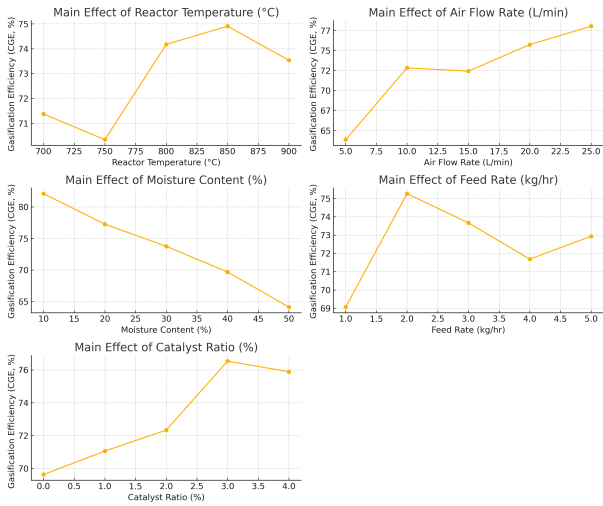 Main Effect of Reactor Temperature (°C)
Gasification Efficiency (CGE, %)
75
74
73
72
71
700 725 750 775 800 825 850 875 900
Reactor Temperature (°C)
Main Effect of Air Flow Rate (L/min)
Gasification Efficiency (CGE, %)
77
75
72
70
67
65
5.0 7.5 10.0 12.5 15.0 17.5 20.0 22.5 25.0
Air Flow Rate (L/min)
Main Effect of Moisture Content (%)
Gasification Efficiency (CGE, %)
80
75
70
65
10 15 20 25 30 35 40 45 50
Moisture Content (%)
Main Effect of Feed Rate (kg/hr)
Gasification Efficiency (CGE, %)
75
74
73
72
71
70
69
1.0 1.5 2.0 2.5 3.0 3.5 4.0 4.5 5.0
Feed Rate (kg/hr)
Main Effect of Catalyst Ratio (%)
Gasification Efficiency (CGE, %)
76
74
72
70
0.0 0.5 1.0 1.5 2.0 2.5 3.0 3.5 4.0
Catalyst Ratio (%)